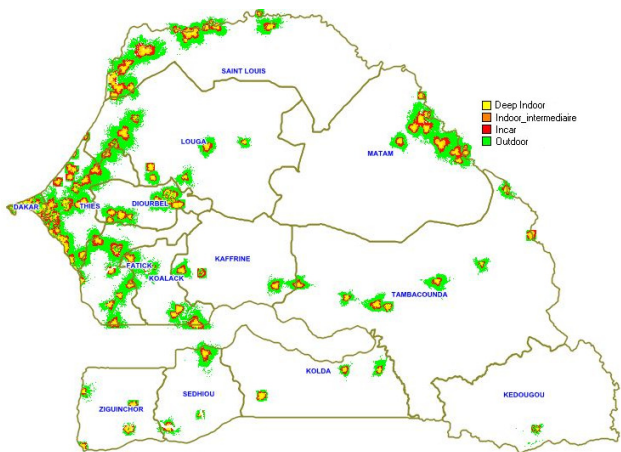 SAINT LOUIS
Deep Indoor
Indoor_intermediaire
Incar
Outdoor
LOUGA
MATAM
DAKAR
THIES
DIOURBEL
FATICK
KOALACK
KAFFRINE
TAMBACOUNDA
KOLDA
SEDHIOU
KEDOUGOU
ZIGUINCHOR